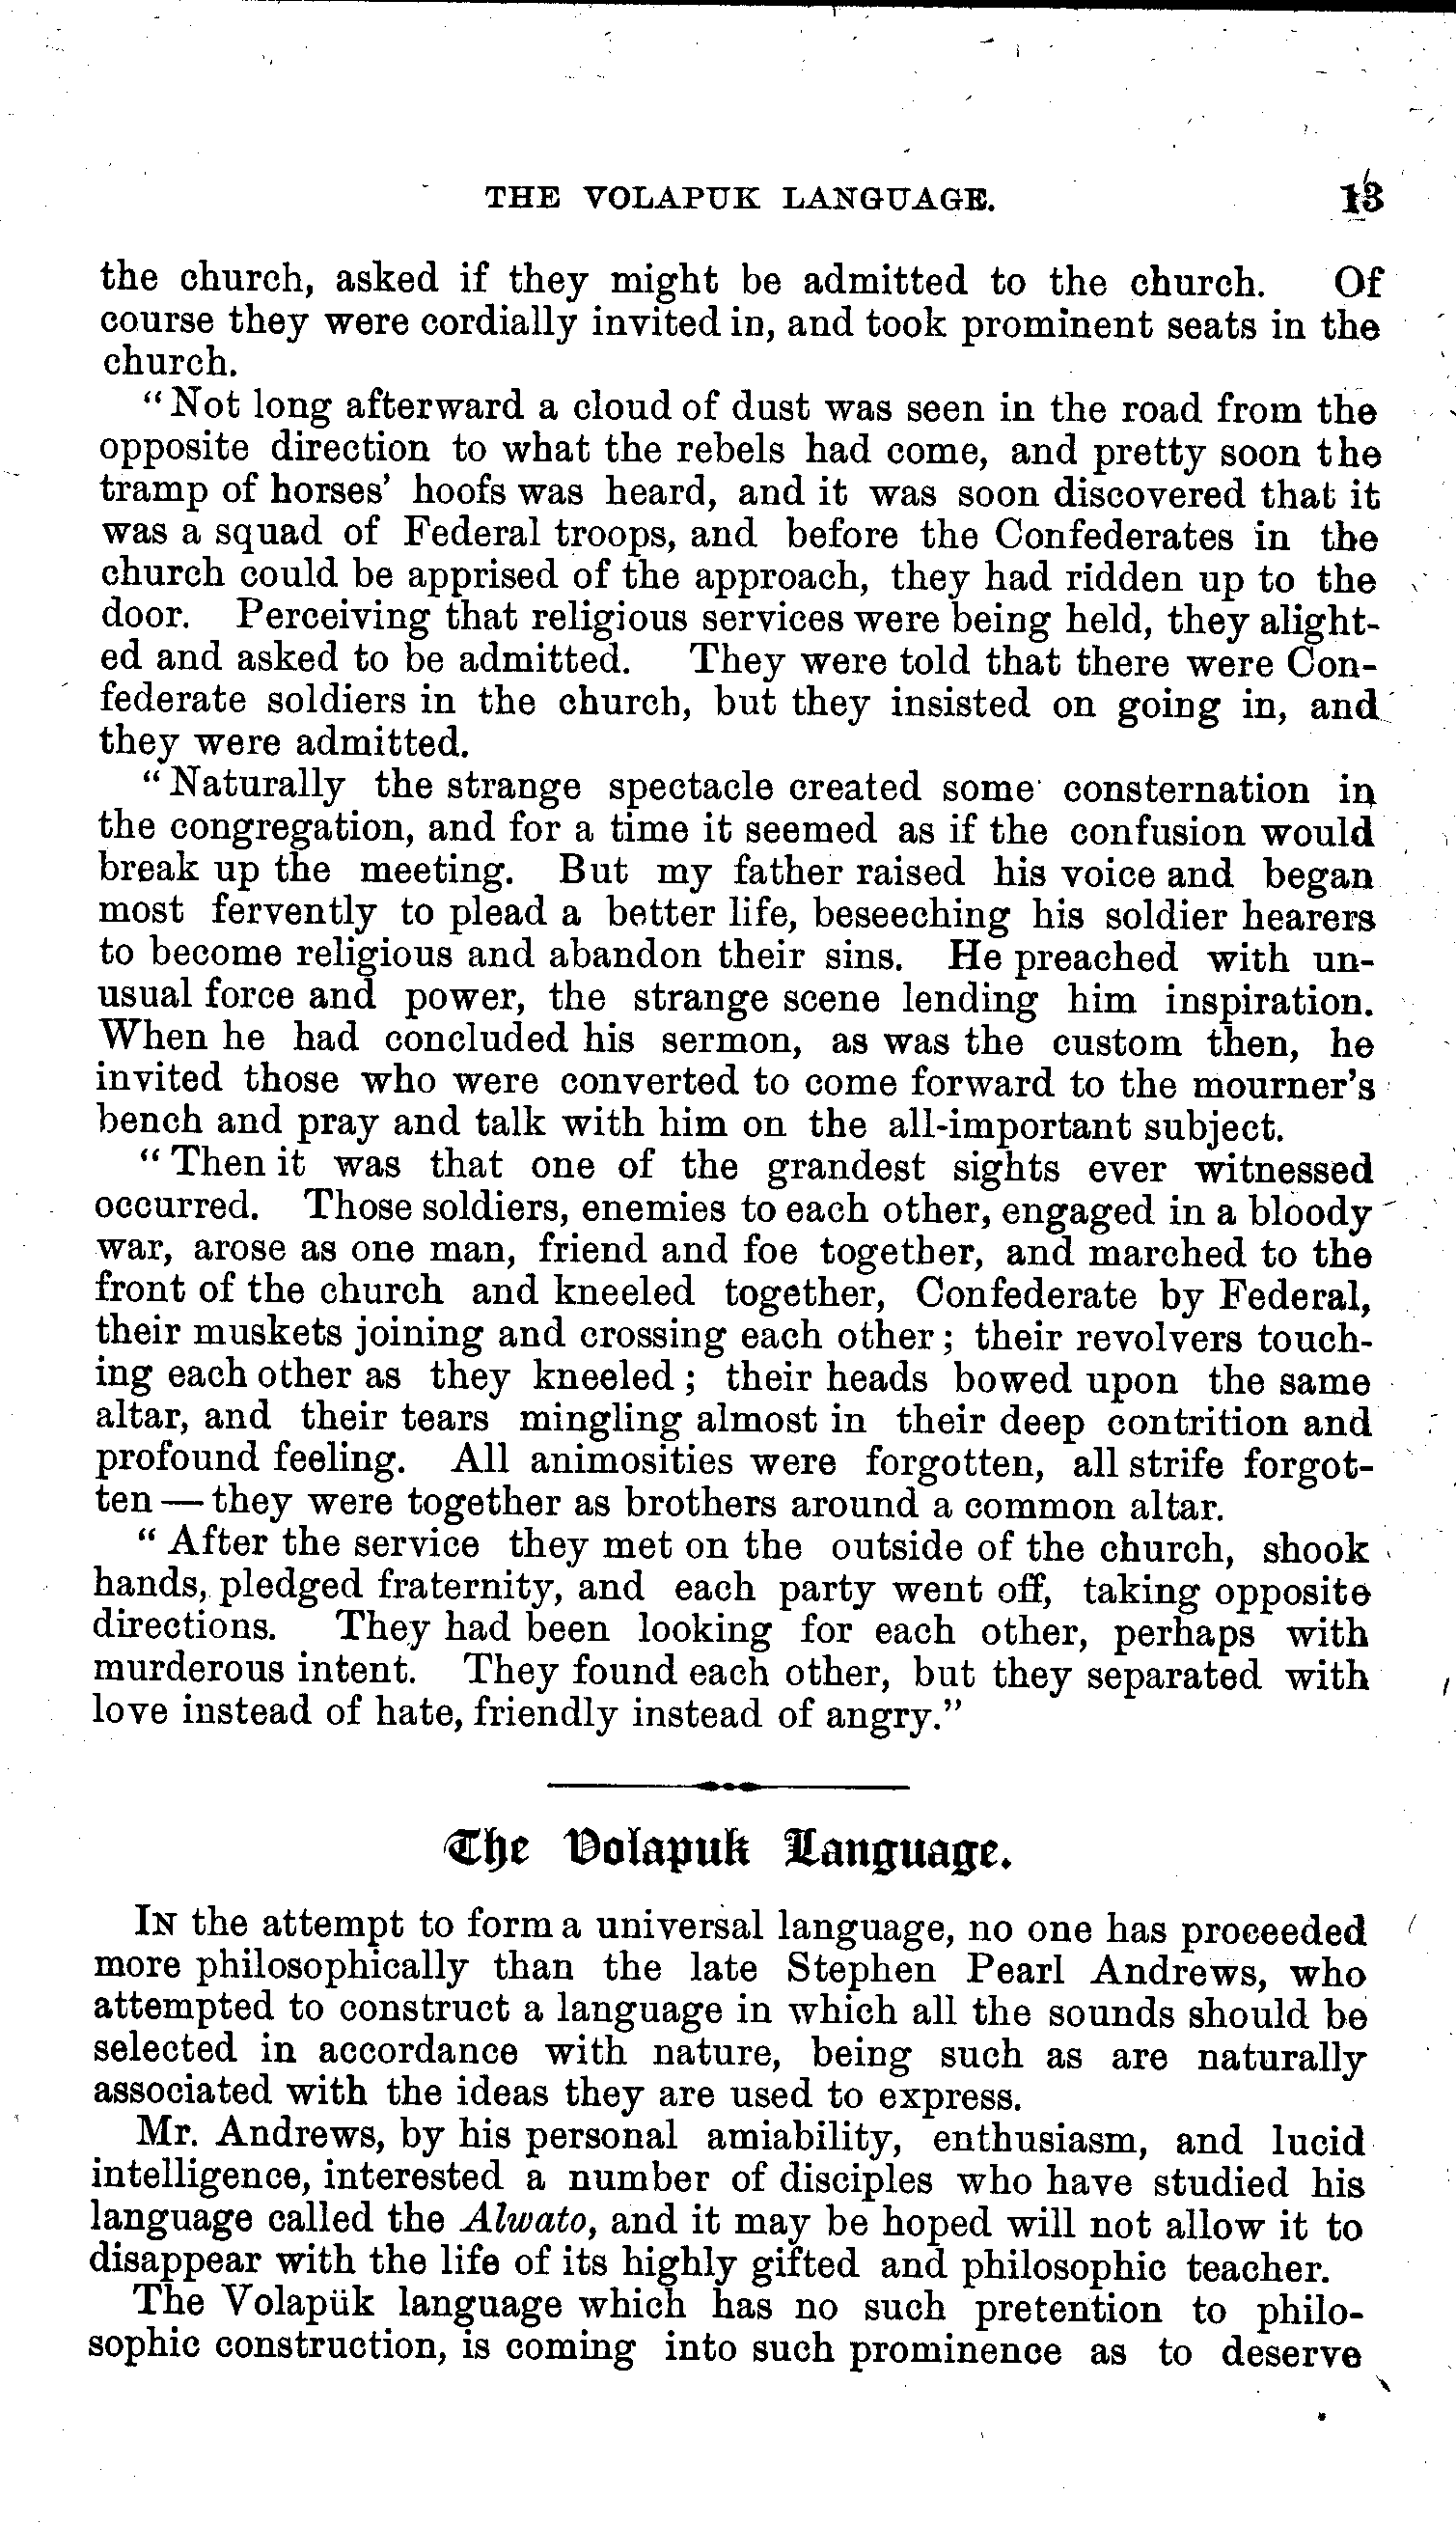 THE VOLAPUK LANGUAGE. 13
the church, asked if they might be admitted to the church. Of
course they were cordially invited in, and took prominent seats in the
church.
"Not long afterward a cloud of dust was seen in the road from the
opposite direction to what the rebels had come, and pretty soon the
tramp of horses' hoofs was heard, and it was soon discovered that it
was a squad of Federal troops, and before the Confederates in the
church could be apprised of the approach, they had ridden up to the
door. Perceiving that religious services were being held, they alight-
ed and asked to be admitted. They were told that there were Con-
federate soldiers in the church, but they insisted on going in, and
they were admitted.
"Naturally the strange spectacle created some consternation in
the congregation, and for a time it seemed as if the confusion would
break up the meeting. But my father raised his voice and began
most fervently to plead a better life, beseeching his soldier hearers
to become religious and abandon their sins. He preached with un-
usual force and power, the strange scene lending him inspiration.
When he had concluded his sermon, as was the custom then, he
invited those who were converted to come forward to the mourner's
bench and pray and talk with him on the all-important subject.
"Then it was that one of the grandest sights ever witnessed
occurred. Those soldiers, enemies to each other, engaged in a bloody
war, arose as one man, friend and foe together, and marched to the
front of the church and kneeled together, Confederate by Federal,
their muskets joining and crossing each other; their revolvers touch-
ing each other as they kneeled; their heads bowed upon the same
altar, and their tears mingling almost in their deep contrition and
profound feeling. All animosities were forgotten, all strife forgot-
ten — they were together as brothers around a common altar.
"After the service they met on the outside of the church, shook
hands, pledged fraternity, and each party went off, taking opposite
directions. They had been looking for each other, perhaps with
murderous intent. They found each other, but they separated with
love instead of hate, friendly instead of angry."
The Volapuk Language.
IN the attempt to form a universal language, no one has proceeded
more philosophically than the late Stephen Pearl Andrews, who
attempted to construct a language in which all the sounds should be
selected in accordance with nature, being such as are naturally
associated with the ideas they are used to express.
Mr. Andrews, by his personal amiability, enthusiasm, and lucid
intelligence, interested a number of disciples who have studied his
language called the Alwato, and it may be hoped will not allow it to
disappear with the life of its highly gifted and philosophic teacher.
The Volapük language which has no such pretention to philo-
sophic construction, is coming into such prominence as to deserve